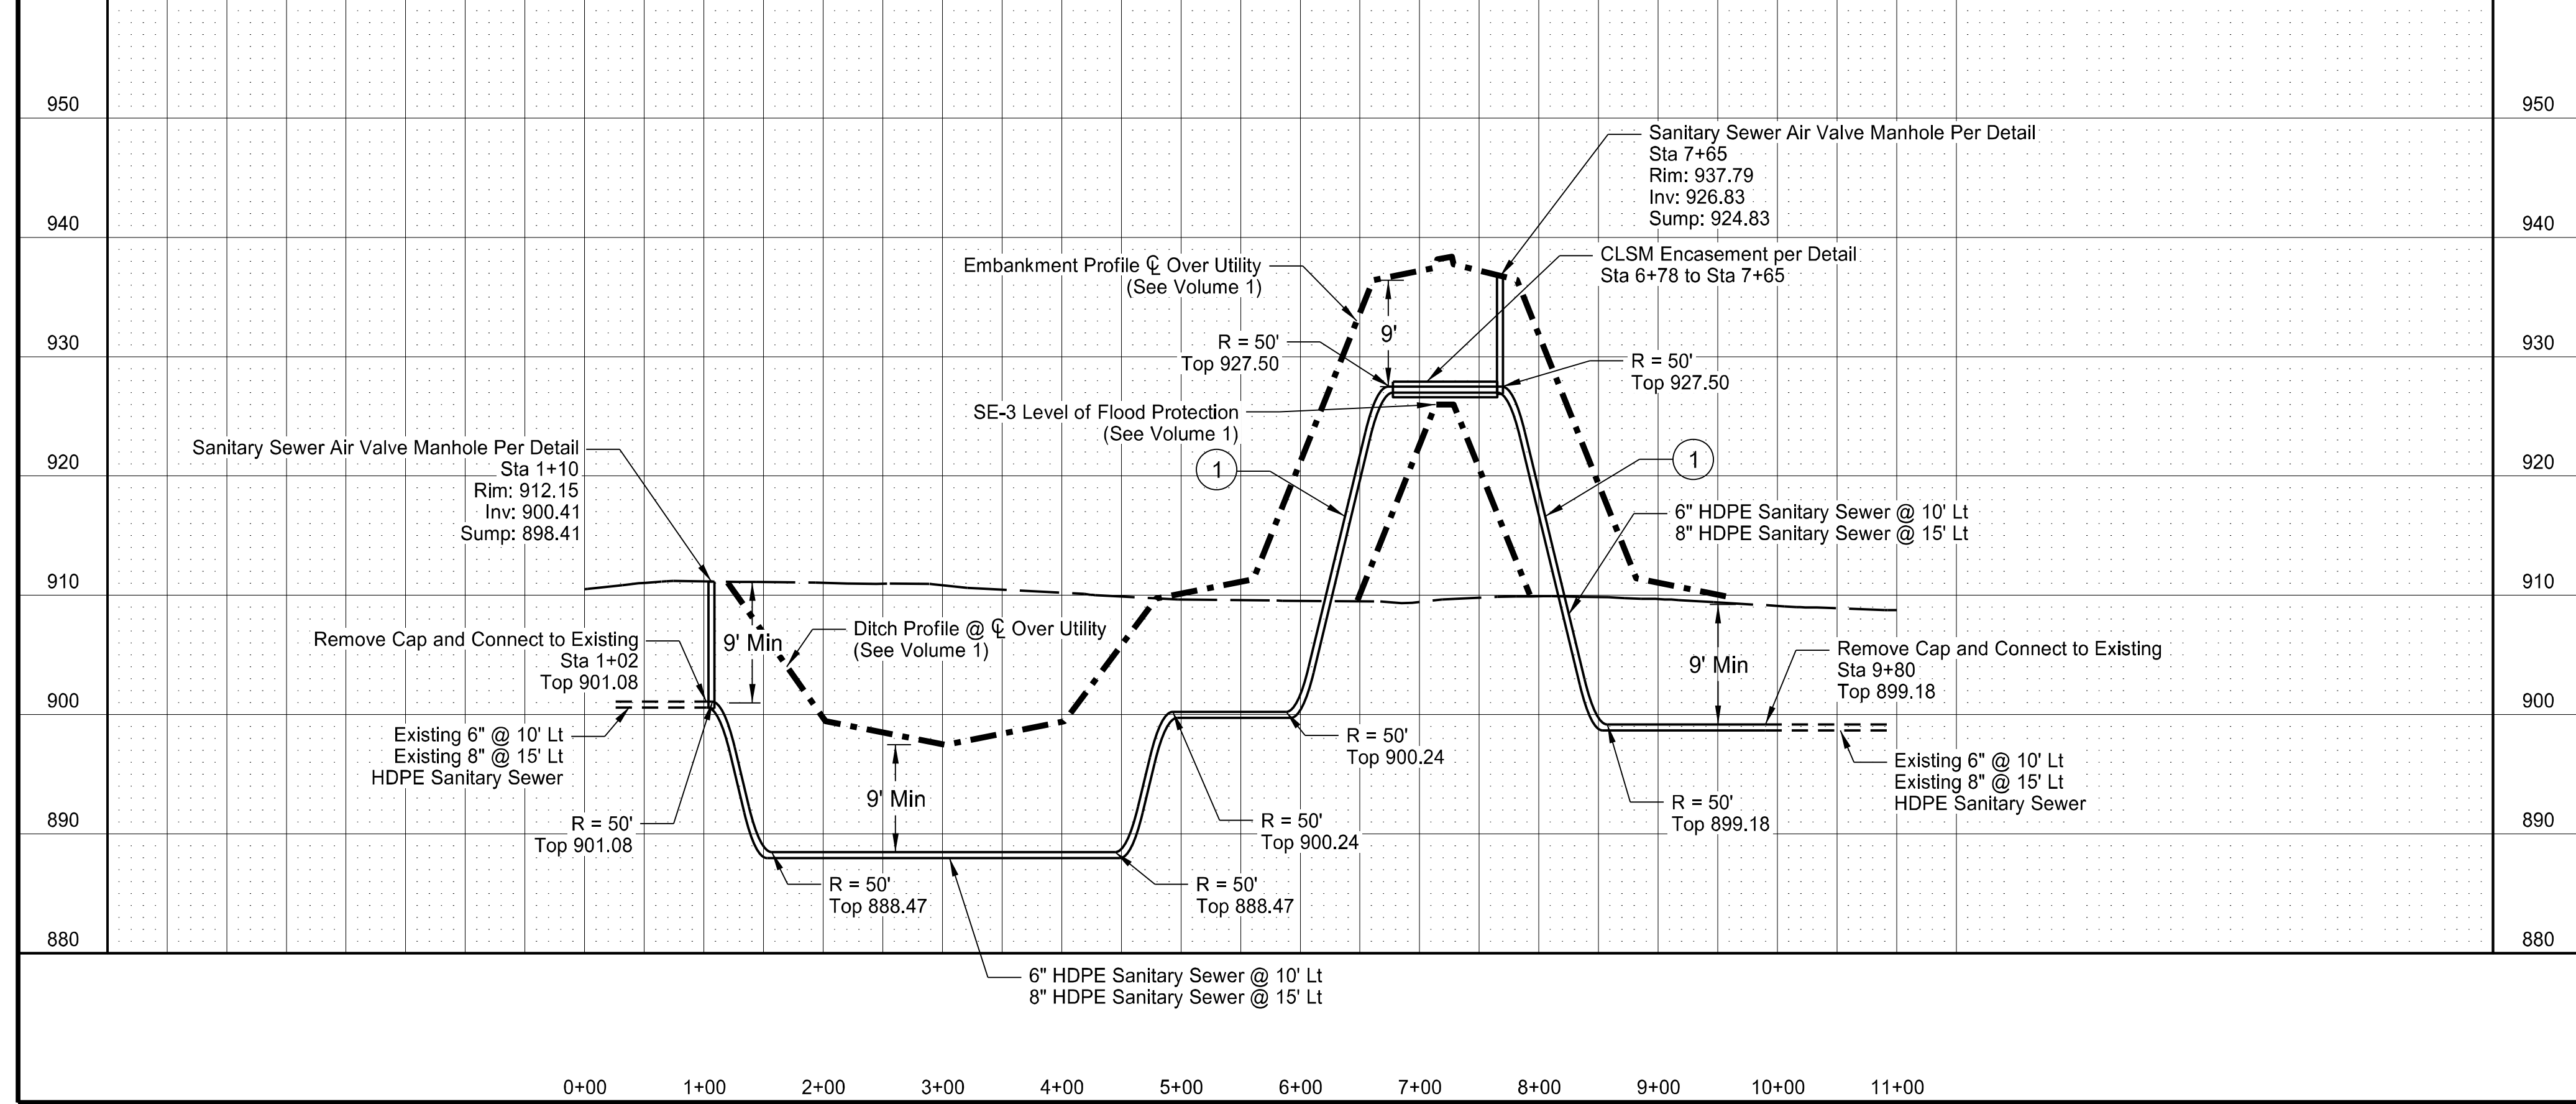 950
950
Sanitary Sewer Air Valve Manhole Per Detail
Sta 7+65
Rim: 937.79
Inv: 926.83
Sump: 924.83
940
940
CLSM Encasement per Detail
Sta 6+78 to Sta 7+65
Embankment Profile ℄ Over Utility
(See Volume 1)
9'
930
930
R = 50'
Top 927.50
R = 50'
Top 927.50
SE-3 Level of Flood Protection
(See Volume 1)
Sanitary Sewer Air Valve Manhole Per Detail
Sta 1+10
Rim: 912.15
Inv: 900.41
Sump: 898.41
1
1
920
920
6" HDPE Sanitary Sewer @ 10' Lt
8" HDPE Sanitary Sewer @ 15' Lt
910
910
Remove Cap and Connect to Existing
Sta 1+02
Top 901.08
9' Min
Ditch Profile @ ℄ Over Utility
(See Volume 1)
9' Min
Remove Cap and Connect to Existing
Sta 9+80
Top 899.18
900
900
Existing 6" @ 10' Lt
Existing 8" @ 15' Lt
HDPE Sanitary Sewer
R = 50'
Top 900.24
Existing 6" @ 10' Lt
Existing 8" @ 15' Lt
HDPE Sanitary Sewer
9' Min
R = 50'
Top 901.08
R = 50'
Top 900.24
R = 50'
Top 899.18
890
890
R = 50'
Top 888.47
R = 50'
Top 888.47
880
880
6" HDPE Sanitary Sewer @ 10' Lt
8" HDPE Sanitary Sewer @ 15' Lt
0+00 1+00 2+00 3+00 4+00 5+00 6+00 7+00 8+00 9+00 10+00 11+00